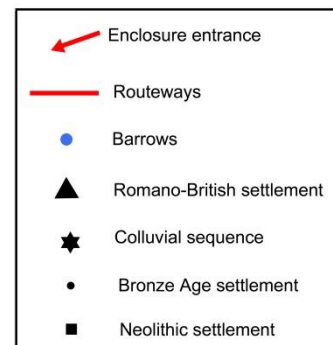 Enclosure entrance
Routeways
Barrows
Romano-British settlement
Colluvial sequence
Bronze Age settlement
Neolithic settlement